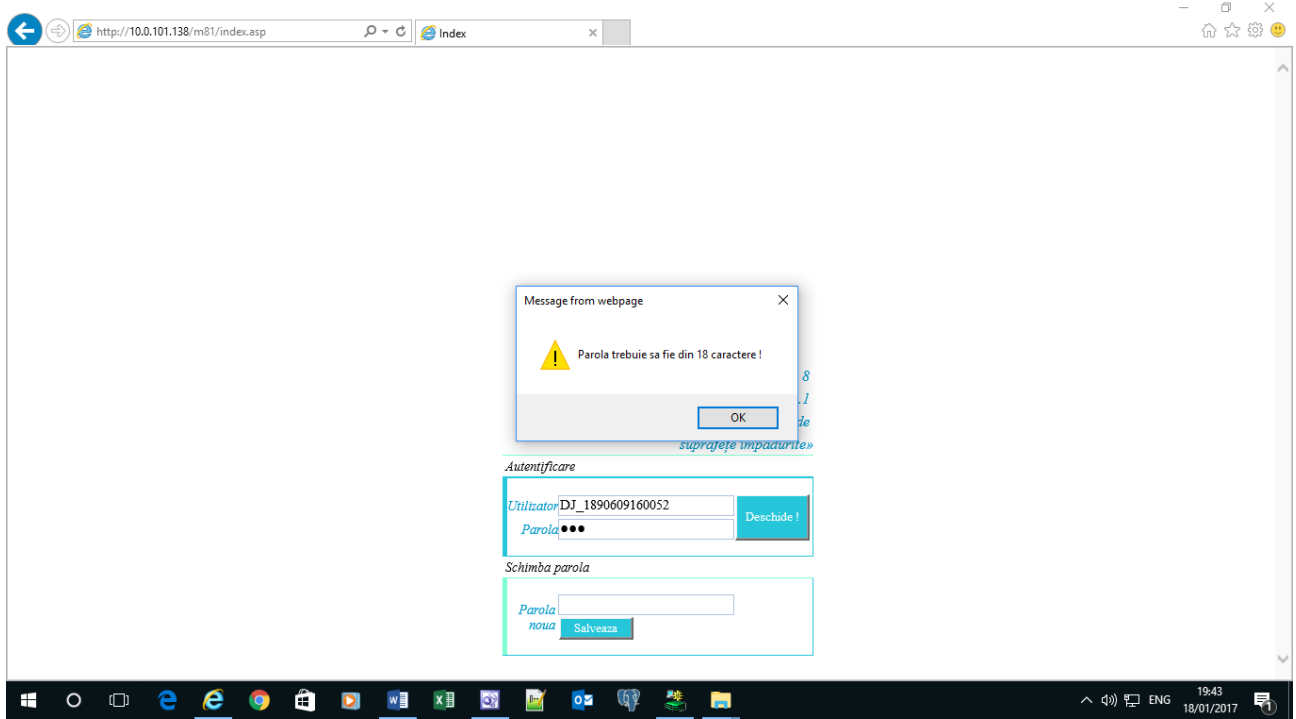 http://10.0.101.138/m81/index.asp
Index
Message from webpage
Parola trebuie sa fie din 18 caractere !
OK
8
.1
de
suprafețe împădurite»
Autentificare
Utilizator DJ_1890609160052
Parola
Deschide !
Schimba parola
Parola
noua
Salveaza
ENG
19:43
18/01/2017